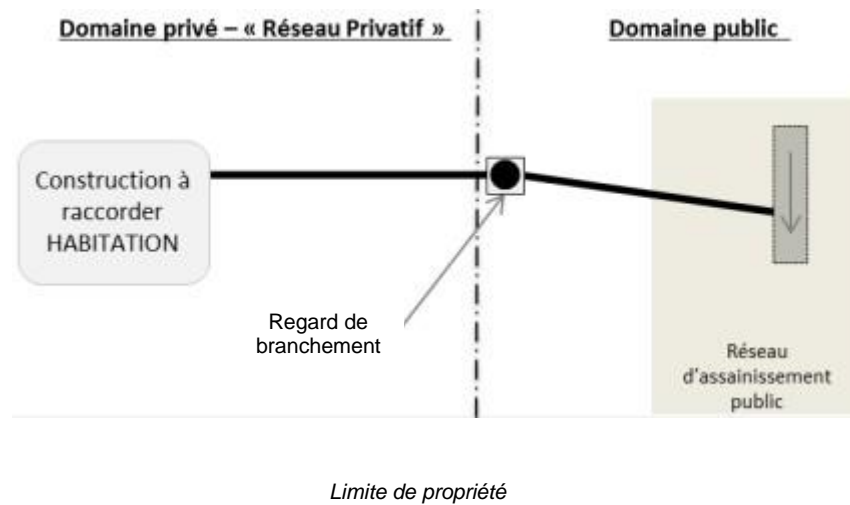 Domaine privé – « Réseau Privatif »
Domaine public
Construction à
raccorder
HABITATION
Regard de
branchement
Réseau
d'assainissement
public
Limite de propriété